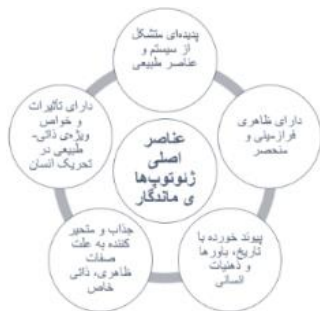 پدیده‌ای متشکل
از سیستم و
عناصر طبیعی
دارای ظاهری
فراز‌مینی و
منحصر
پیوند خورده با
تاریخ، باورها
و ذهنیات
انسانی
جذاب و متحیر
کننده به علت
صفات
ظاهری، ذاتی
خاص
دارای تأثیرات
و خواص
ویژه‌ی ذاتی-
طبیعی در
تحریک انسان
عناصر
اصلی
ژئوتوپ‌ها
ی ماندگار